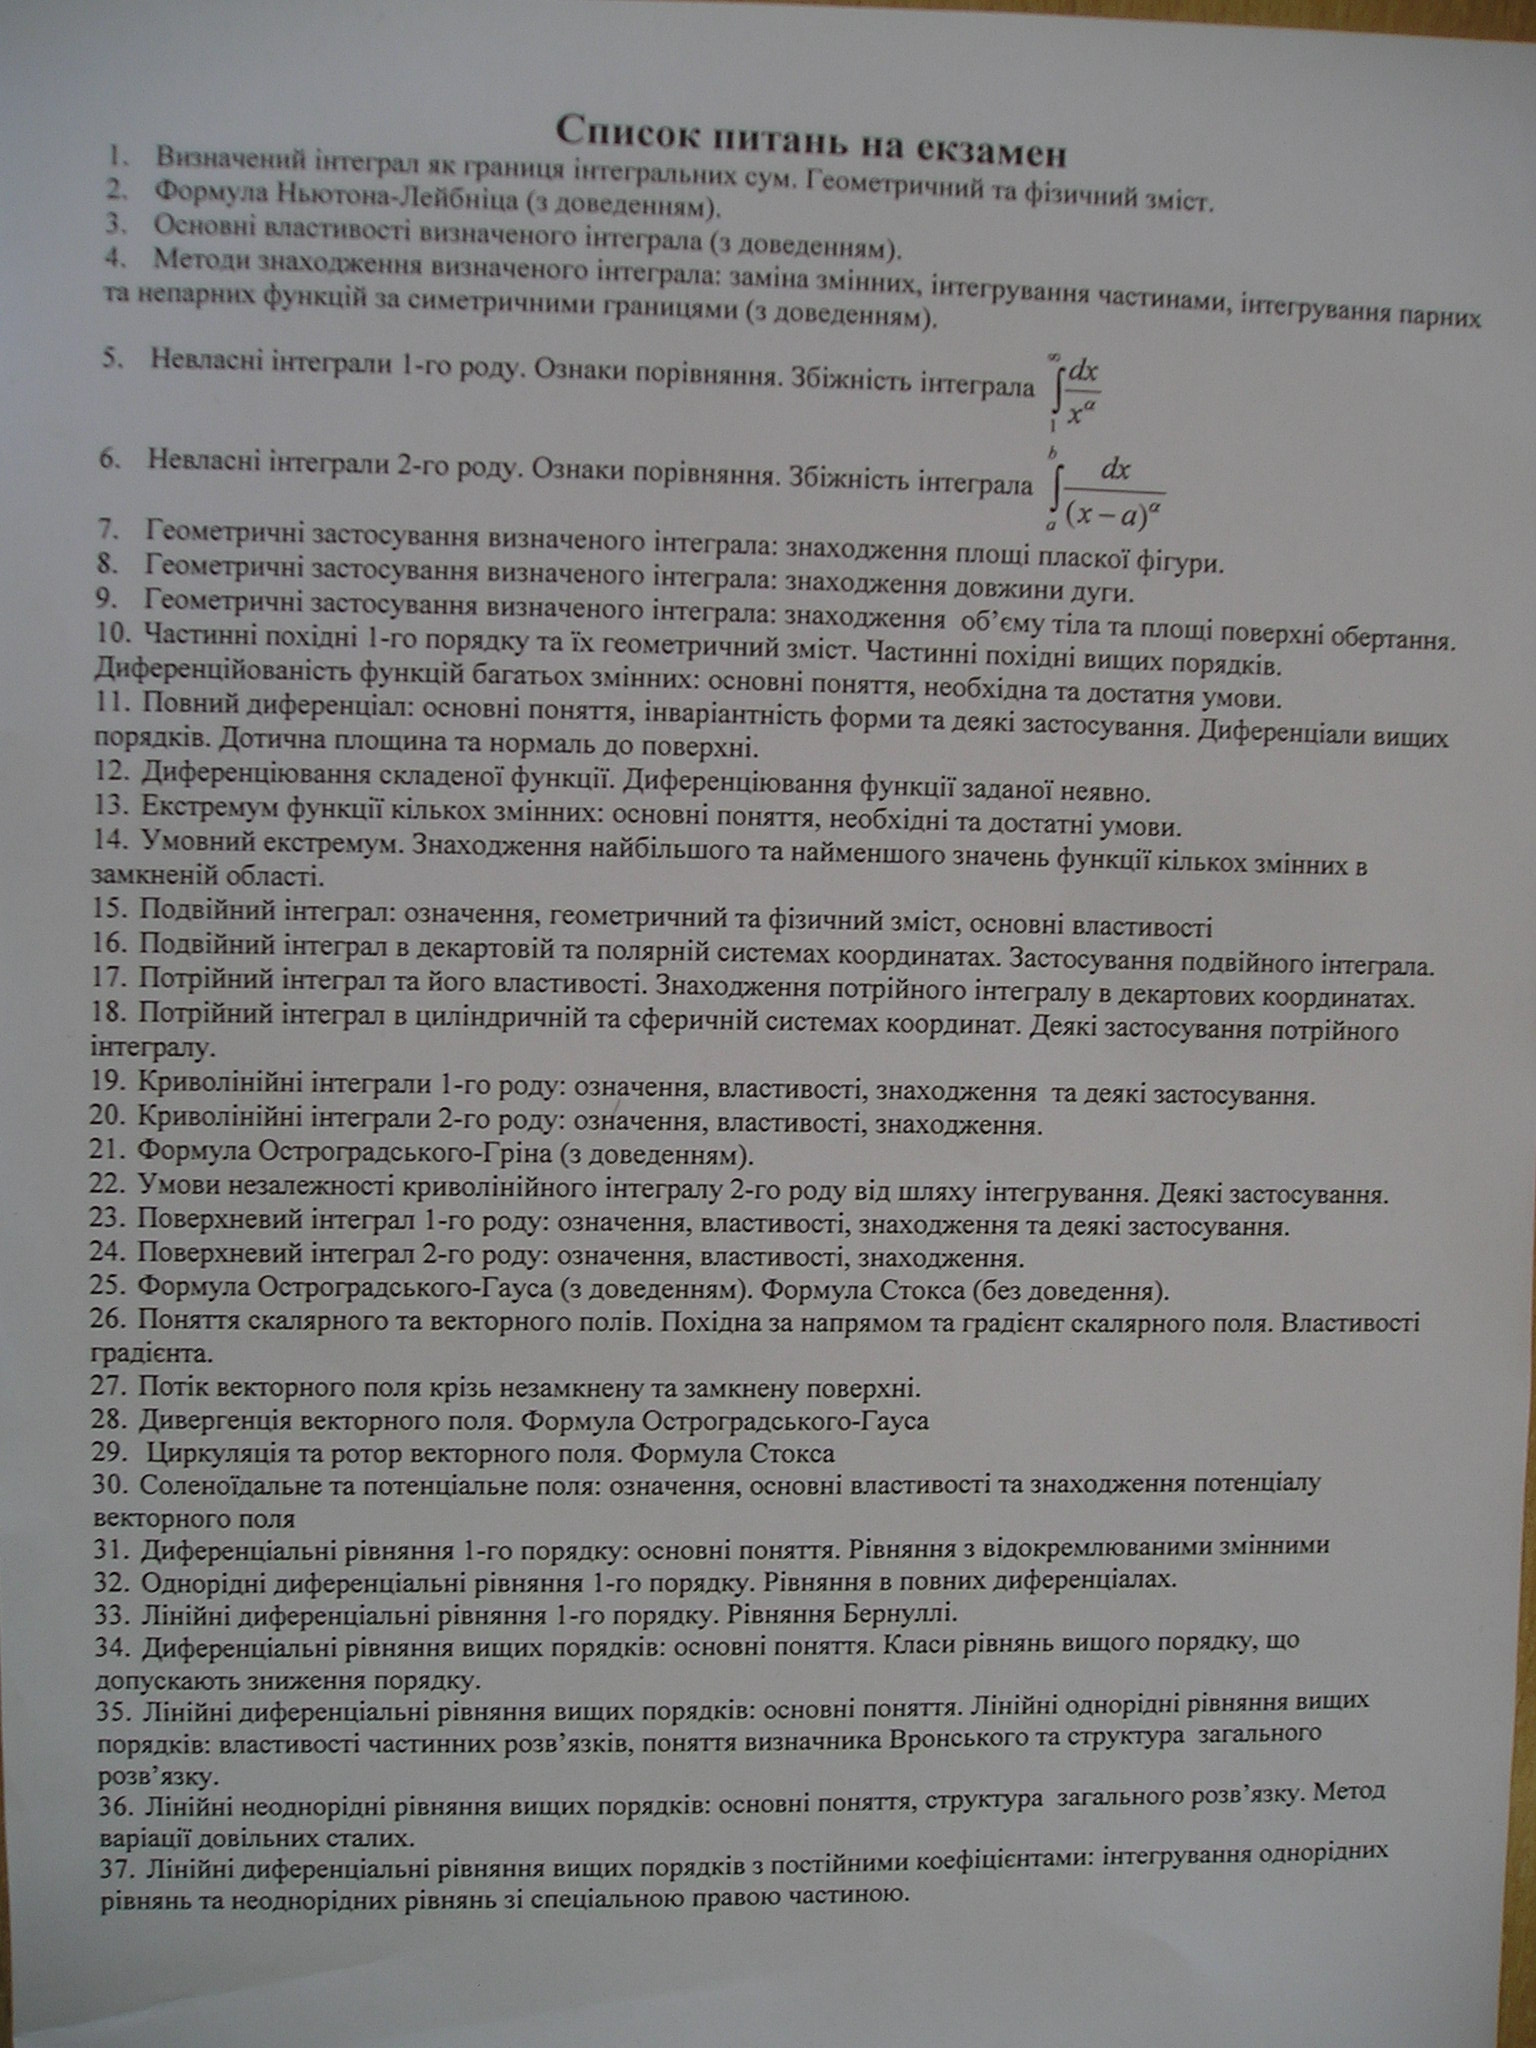 Список питань на екзамен
1. Визначений інтеграл як границя інтегральних сум. Геометричний та фізичний зміст.
2. Формула Ньютона-Лейбніца (з доведенням).
3. Основні властивості визначеного інтеграла (з доведенням).
4. Методи знаходження визначеного інтеграла: заміна змінних, інтегрування частинами, інтегрування парних
та непарних функцій за симетричними границями (з доведенням).
5. Невласні інтеграли 1-го роду. Ознаки порівняння. Збіжність інтеграла ∫₁^∞ dx/x^α
6. Невласні інтеграли 2-го роду. Ознаки порівняння. Збіжність інтеграла ∫ₐ^b dx/(x−a)^α
7. Геометричні застосування визначеного інтеграла: знаходження площі пласкої фігури.
8. Геометричні застосування визначеного інтеграла: знаходження довжини дуги.
9. Геометричні застосування визначеного інтеграла: знаходження об’єму тіла та площі поверхні обертання.
10. Частинні похідні 1-го порядку та їх геометричний зміст. Частинні похідні вищих порядків.
Диференційованість функцій багатьох змінних: основні поняття, необхідна та достатня умови.
11. Повний диференціал: основні поняття, інваріантність форми та деякі застосування. Диференціали вищих
порядків. Дотична площина та нормаль до поверхні.
12. Диференціювання складеної функції. Диференціювання функції заданої неявно.
13. Екстремум функції кількох змінних: основні поняття, необхідні та достатні умови.
14. Умовний екстремум. Знаходження найбільшого та найменшого значень функції кількох змінних в
замкненій області.
15. Подвійний інтеграл: означення, геометричний та фізичний зміст, основні властивості
16. Подвійний інтеграл в декартовій та полярній системах координатах. Застосування подвійного інтеграла.
17. Потрійний інтеграл та його властивості. Знаходження потрійного інтегралу в декартових координатах.
18. Потрійний інтеграл в циліндричній та сферичній системах координат. Деякі застосування потрійного
інтегралу.
19. Криволінійні інтеграли 1-го роду: означення, властивості, знаходження та деякі застосування.
20. Криволінійні інтеграли 2-го роду: означення, властивості, знаходження.
21. Формула Остроградського-Гріна (з доведенням).
22. Умови незалежності криволінійного інтегралу 2-го роду від шляху інтегрування. Деякі застосування.
23. Поверхневий інтеграл 1-го роду: означення, властивості, знаходження та деякі застосування.
24. Поверхневий інтеграл 2-го роду: означення, властивості, знаходження.
25. Формула Остроградського-Гауса (з доведенням). Формула Стокса (без доведення).
26. Поняття скалярного та векторного полів. Похідна за напрямом та градієнт скалярного поля. Властивості
градієнта.
27. Потік векторного поля крізь незамкнену та замкнену поверхні.
28. Дивергенція векторного поля. Формула Остроградського-Гауса
29. Циркуляція та ротор векторного поля. Формула Стокса
30. Соленоїдальне та потенціальне поля: означення, основні властивості та знаходження потенціалу
векторного поля
31. Диференціальні рівняння 1-го порядку: основні поняття. Рівняння з відокремлюваними змінними
32. Однорідні диференціальні рівняння 1-го порядку. Рівняння в повних диференціалах.
33. Лінійні диференціальні рівняння 1-го порядку. Рівняння Бернуллі.
34. Диференціальні рівняння вищих порядків: основні поняття. Класи рівнянь вищого порядку, що
допускають зниження порядку.
35. Лінійні диференціальні рівняння вищих порядків: основні поняття. Лінійні однорідні рівняння вищих
порядків: властивості частинних розв’язків, поняття визначника Вронського та структура загального
розв’язку.
36. Лінійні неоднорідні рівняння вищих порядків: основні поняття, структура загального розв’язку. Метод
варіації довільних сталих.
37. Лінійні диференціальні рівняння вищих порядків з постійними коефіцієнтами: інтегрування однорідних
рівнянь та неоднорідних рівнянь зі спеціальною правою частиною.